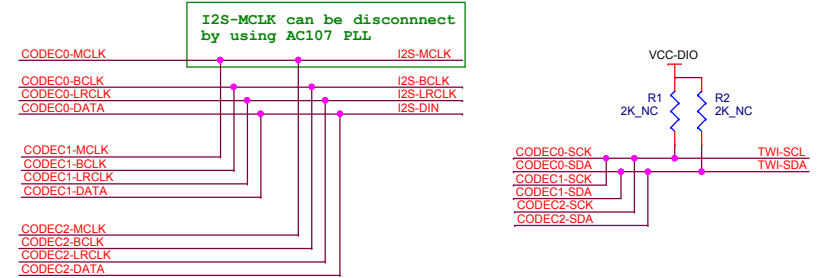 I2S-MCLK can be disconnnect
by using AC107 PLL
CODEC0-MCLK
I2S-MCLK
CODEC0-BCLK
I2S-BCLK
CODEC0-LRCLK
I2S-LRCLK
CODEC0-DATA
I2S-DIN
CODEC1-MCLK
CODEC1-BCLK
CODEC1-LRCLK
CODEC1-DATA
CODEC2-MCLK
CODEC2-BCLK
CODEC2-LRCLK
CODEC2-DATA
VCC-DIO
R1
2K_NC
R2
2K_NC
CODEC0-SCK
TWI-SCL
CODEC0-SDA
TWI-SDA
CODEC1-SCK
CODEC1-SDA
CODEC2-SCK
CODEC2-SDA